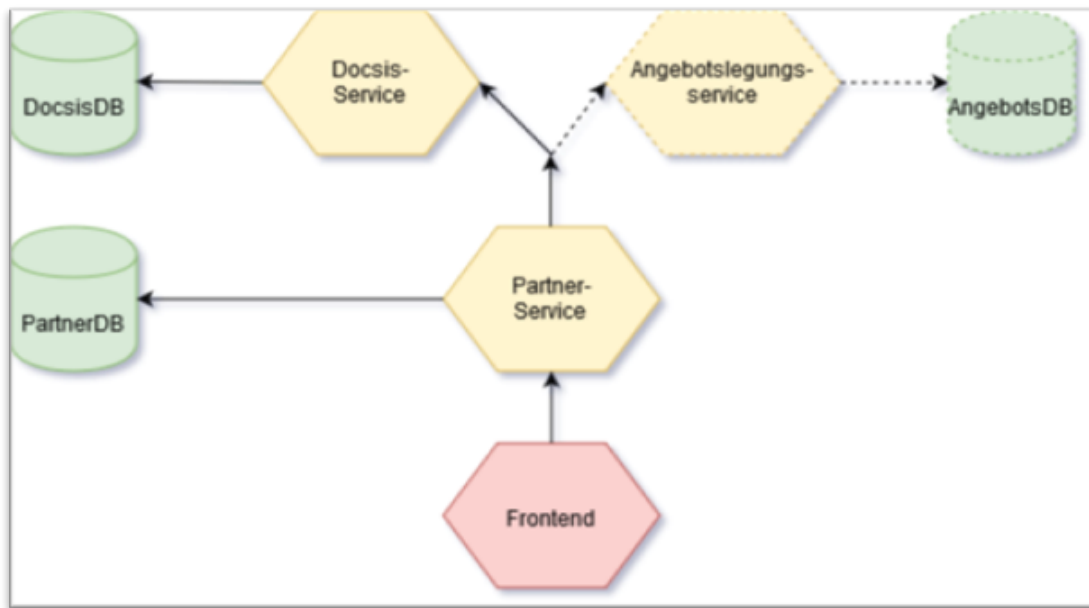 Docsis-
Service
Angebotslegungs-
service
DocsisDB
AngebotsDB
Partner-
Service
PartnerDB
Frontend